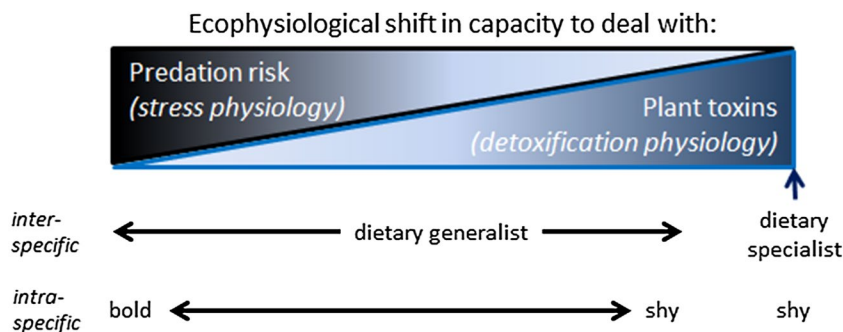 Ecophysiological shift in capacity to deal with:
Predation risk
(stress physiology)
Plant toxins
(detoxification physiology)
inter-
specific
dietary generalist
dietary
specialist
intra-
specific
bold
shy
shy